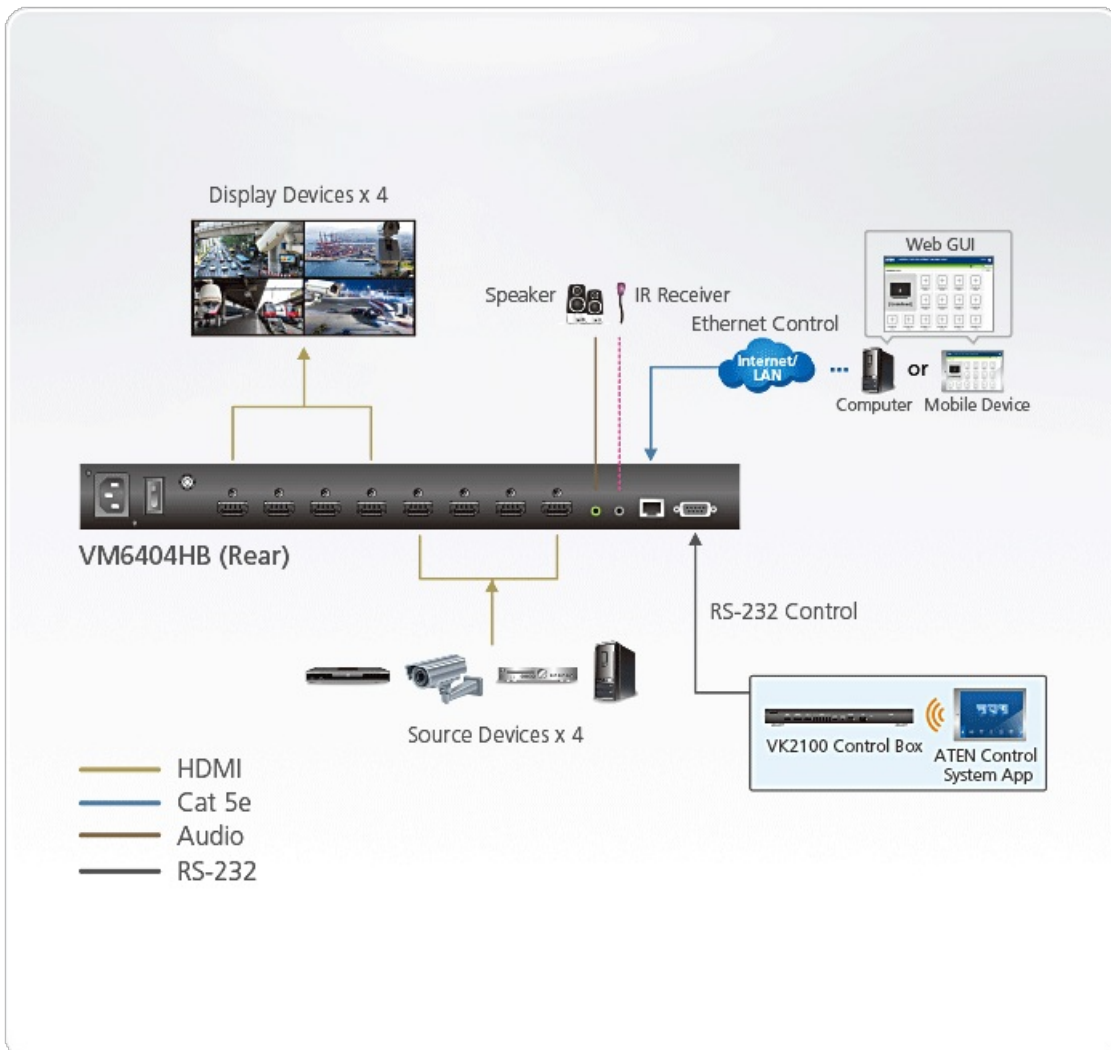 Display Devices x 4
Web GUI
Speaker
IR Receiver
Ethernet Control
Internet/
LAN
or
Computer
Mobile Device
VM6404HB (Rear)
RS-232 Control
Source Devices x 4
VK2100 Control Box
ATEN Control
System App
HDMI
Cat 5e
Audio
RS-232